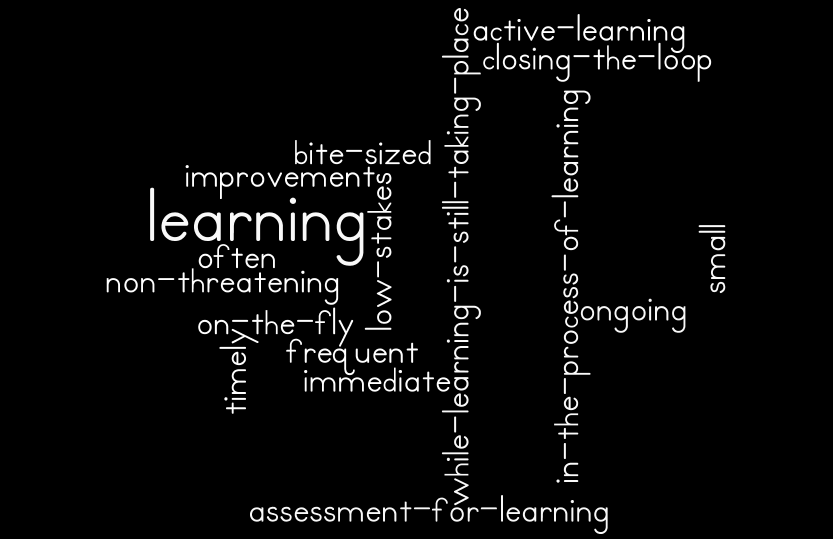 active-learning
closing-the-loop
while-learning-is-still-taking-place
in-the-process-of-learning
bite-sized
improvements
low-stakes
learning
often
non-threatening
small
ongoing
on-the-fly
timely
frequent
immediate
assessment-for-learning